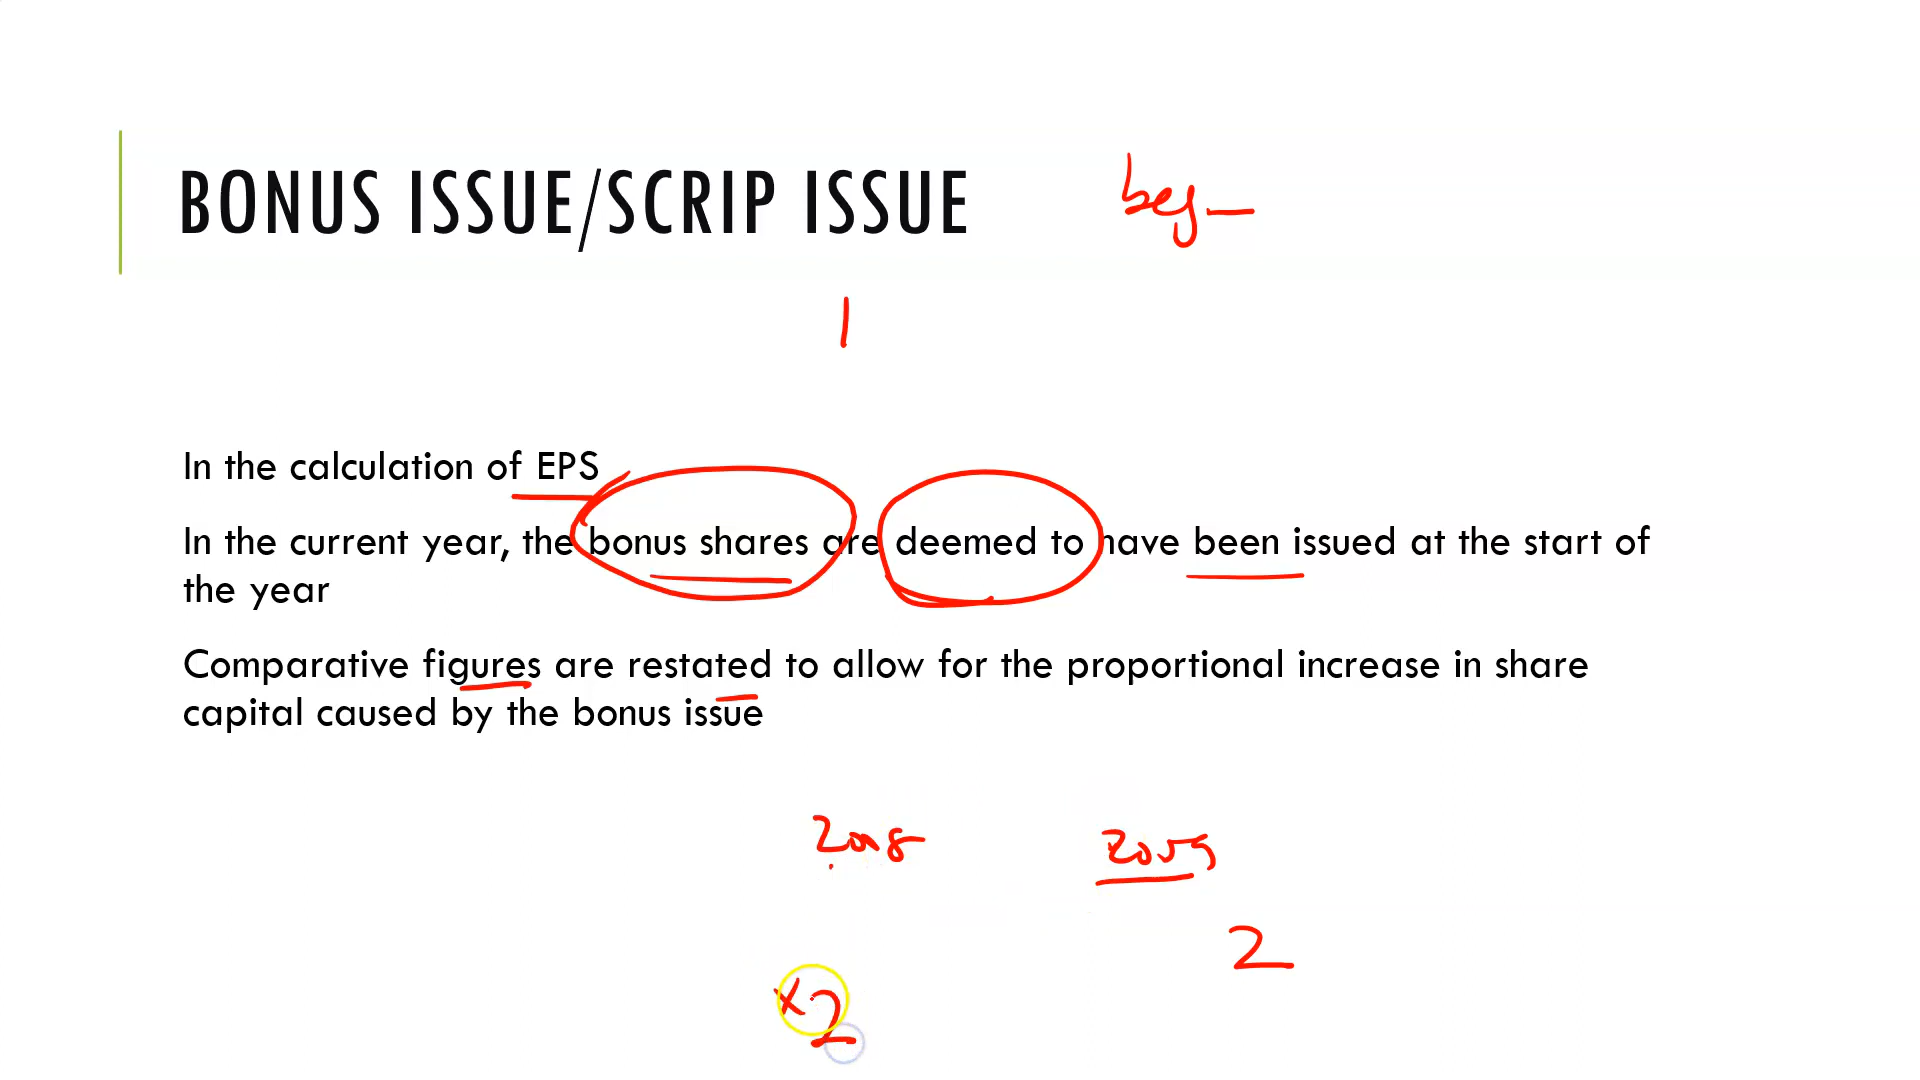 BONUS ISSUE/SCRIP ISSUE
beg
1
In the calculation of EPS
In the current year, the bonus shares are deemed to have been issued at the start of
the year
Comparative figures are restated to allow for the proportional increase in share
capital caused by the bonus issue
2008 2009
2
x2